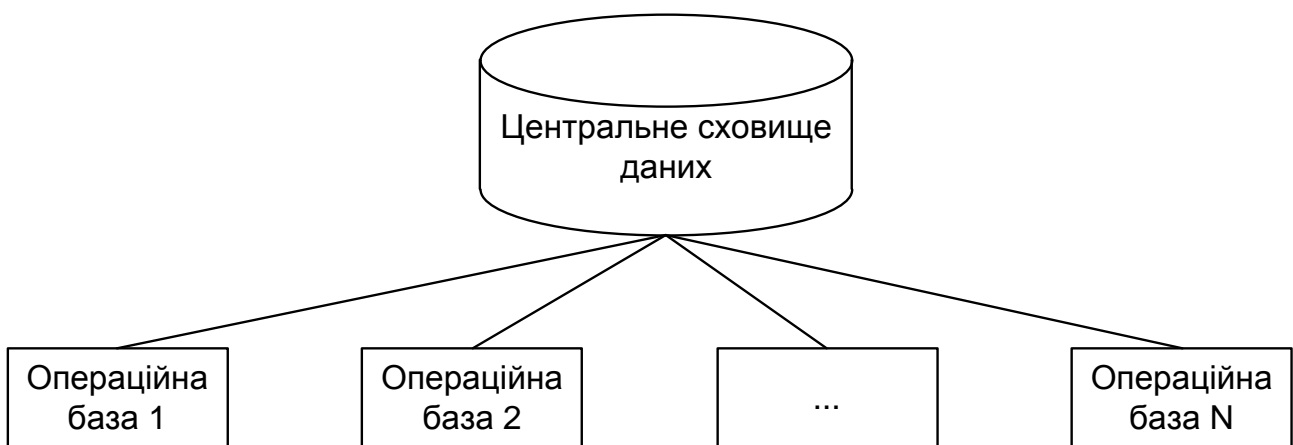 Центральне сховище
даних
Операційна
база 1
Операційна
база 2
...
Операційна
база N